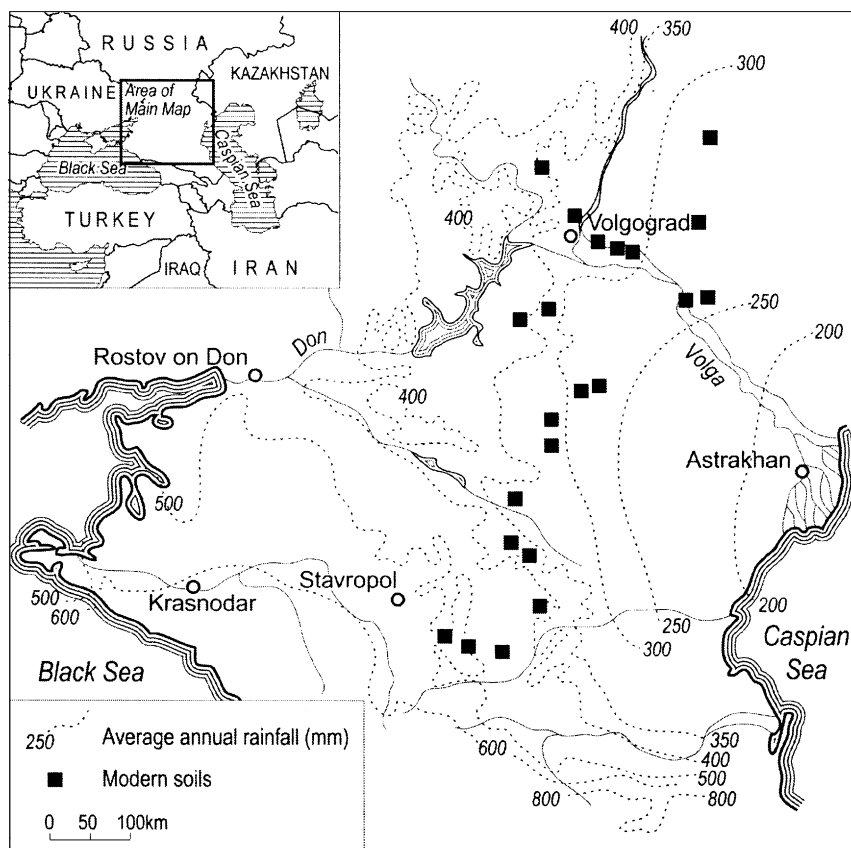 RUSSIA
UKRAINE
KAZAKHSTAN
Area of
Main Map
Black Sea
Caspian Sea
TURKEY
IRAQ
IRAN
400
350
300
400
Volgograd
250
200
Don
Volga
Rostov on Don
400
Astrakhan
500
Stavropol
500
600
Krasnodar
250
200
300
Caspian
Sea
Black Sea
600
350
400
500
800
800
250 Average annual rainfall (mm)
Modern soils
0 50 100km